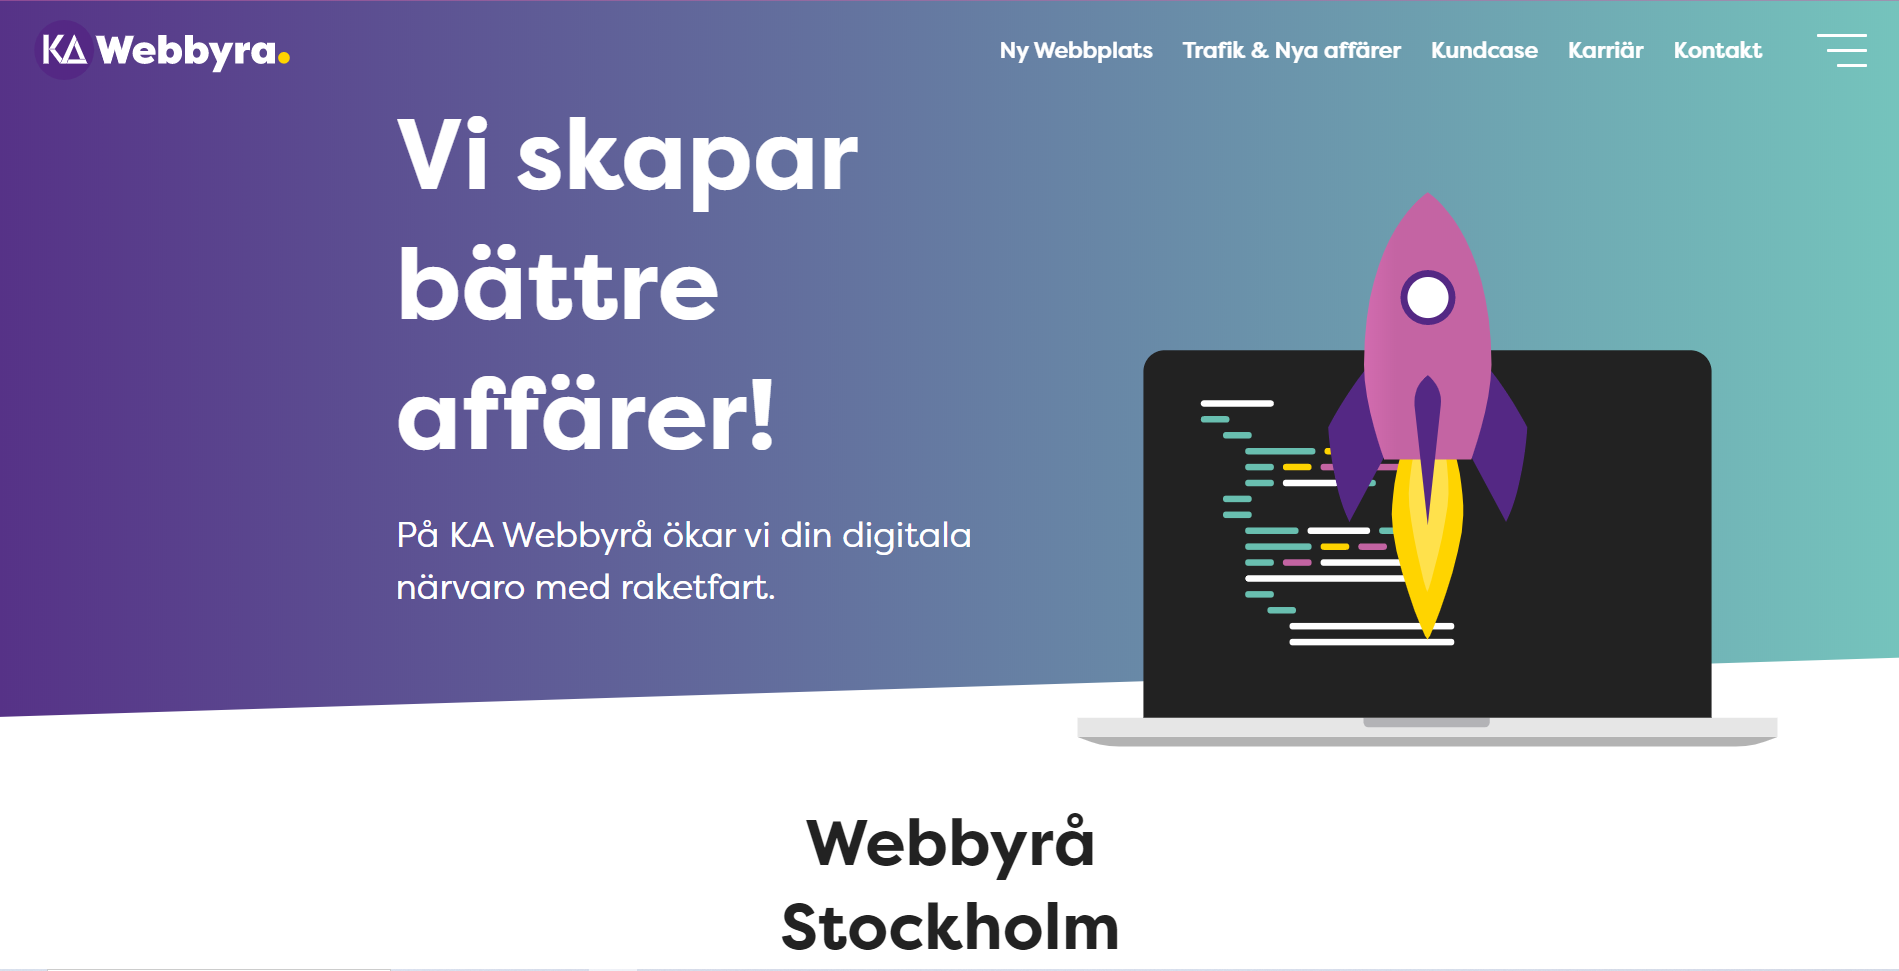 KA Webbyra.
Ny Webbplats Trafik & Nya affärer Kundcase Karriär Kontakt
Vi skapar
bättre
affärer!
På KA Webbyrå ökar vi din digitala
närvaro med raketfart.
Webbyrå
Stockholm